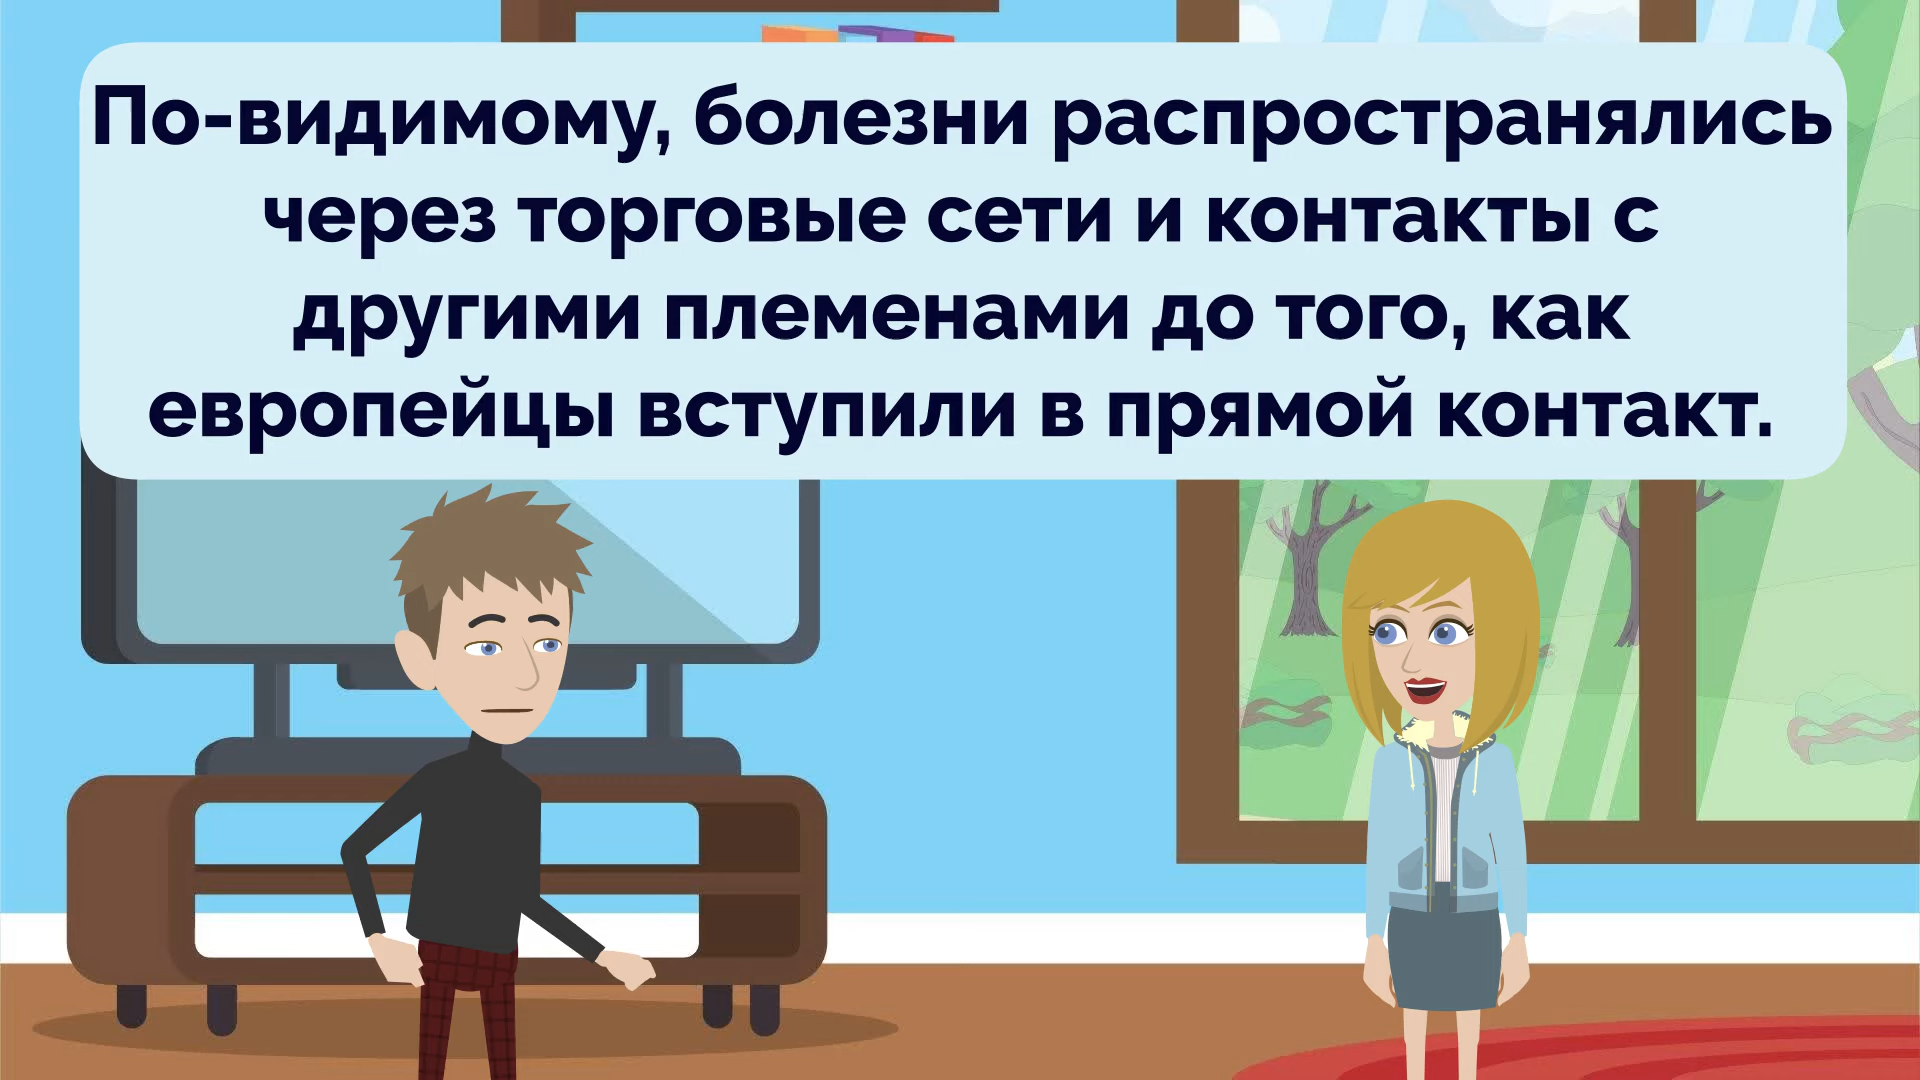 По-видимому, болезни распространялись
через торговые сети и контакты с
другими племенами до того, как
европейцы вступили в прямой контакт.